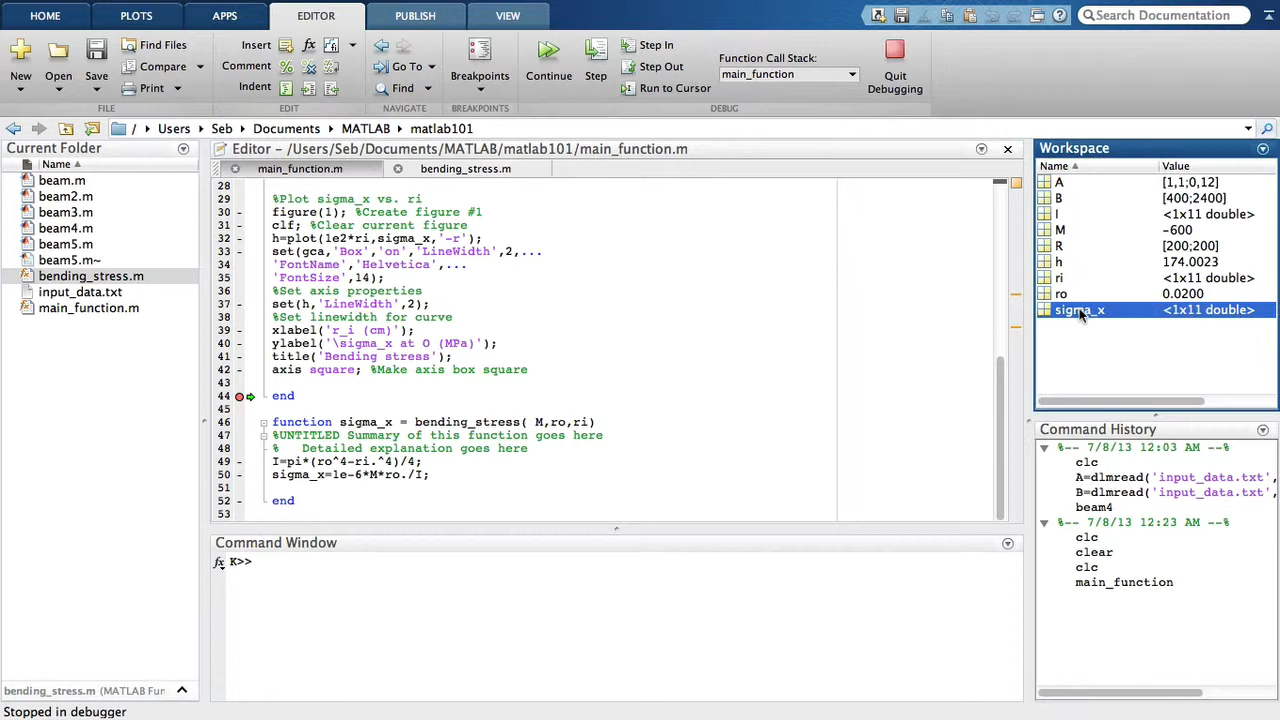 HOME
PLOTS
APPS
EDITOR
PUBLISH
VIEW
Search Documentation
New
Open
Save
Find Files
Compare
Print
FILE
Insert
Comment
Indent
EDIT
Go To
Find
NAVIGATE
Breakpoints
BREAKPOINTS
Continue
Step
Step In
Step Out
Run to Cursor
Function Call Stack:
main_function
DEBUG
Quit Debugging
/ Users Seb Documents MATLAB matlab101
Current Folder
Name
beam.m
beam2.m
beam3.m
beam4.m
beam5.m
beam5.m~
bending_stress.m
input_data.txt
main_function.m
bending_stress.m (MATLAB Fun
Stopped in debugger
Editor - /Users/Seb/Documents/MATLAB/matlab101/main_function.m
main_function.m
bending_stress.m
28
29 %Plot sigma_x vs. ri
30 - figure(1); %Create figure #1
31 - clf; %Clear current figure
32 - h=plot(1e2*ri,sigma_x,'-r');
33 - set(gca,'Box','on','LineWidth',2,...
34 'FontName','Helvetica',...
35 'FontSize',14);
36 %Set axis properties
37 - set(h,'LineWidth',2);
38 %Set linewidth for curve
39 - xlabel('r_i (cm)');
40 - ylabel('\sigma_x at O (MPa)');
41 - title('Bending stress');
42 - axis square; %Make axis box square
43
44 end
45
46 function sigma_x = bending_stress( M,ro,ri)
47 %UNTITLED Summary of this function goes here
48 % Detailed explanation goes here
49 - I=pi*(ro^4-ri.^4)/4;
50 - sigma_x=1e-6*M*ro./I;
51
52 - end
53
Command Window
fx K>>
Workspace
Name Value
A [1,1;0,12]
B [400;2400]
I <1x11 double>
M -600
R [200;200]
h 174.0023
ri <1x11 double>
ro 0.0200
sigma_x <1x11 double>
Command History
%-- 7/8/13 12:03 AM --%
clc
A=dlmread('input_data.txt',
B=dlmread('input_data.txt',
beam4
%-- 7/8/13 12:23 AM --%
clc
clear
clc
main_function